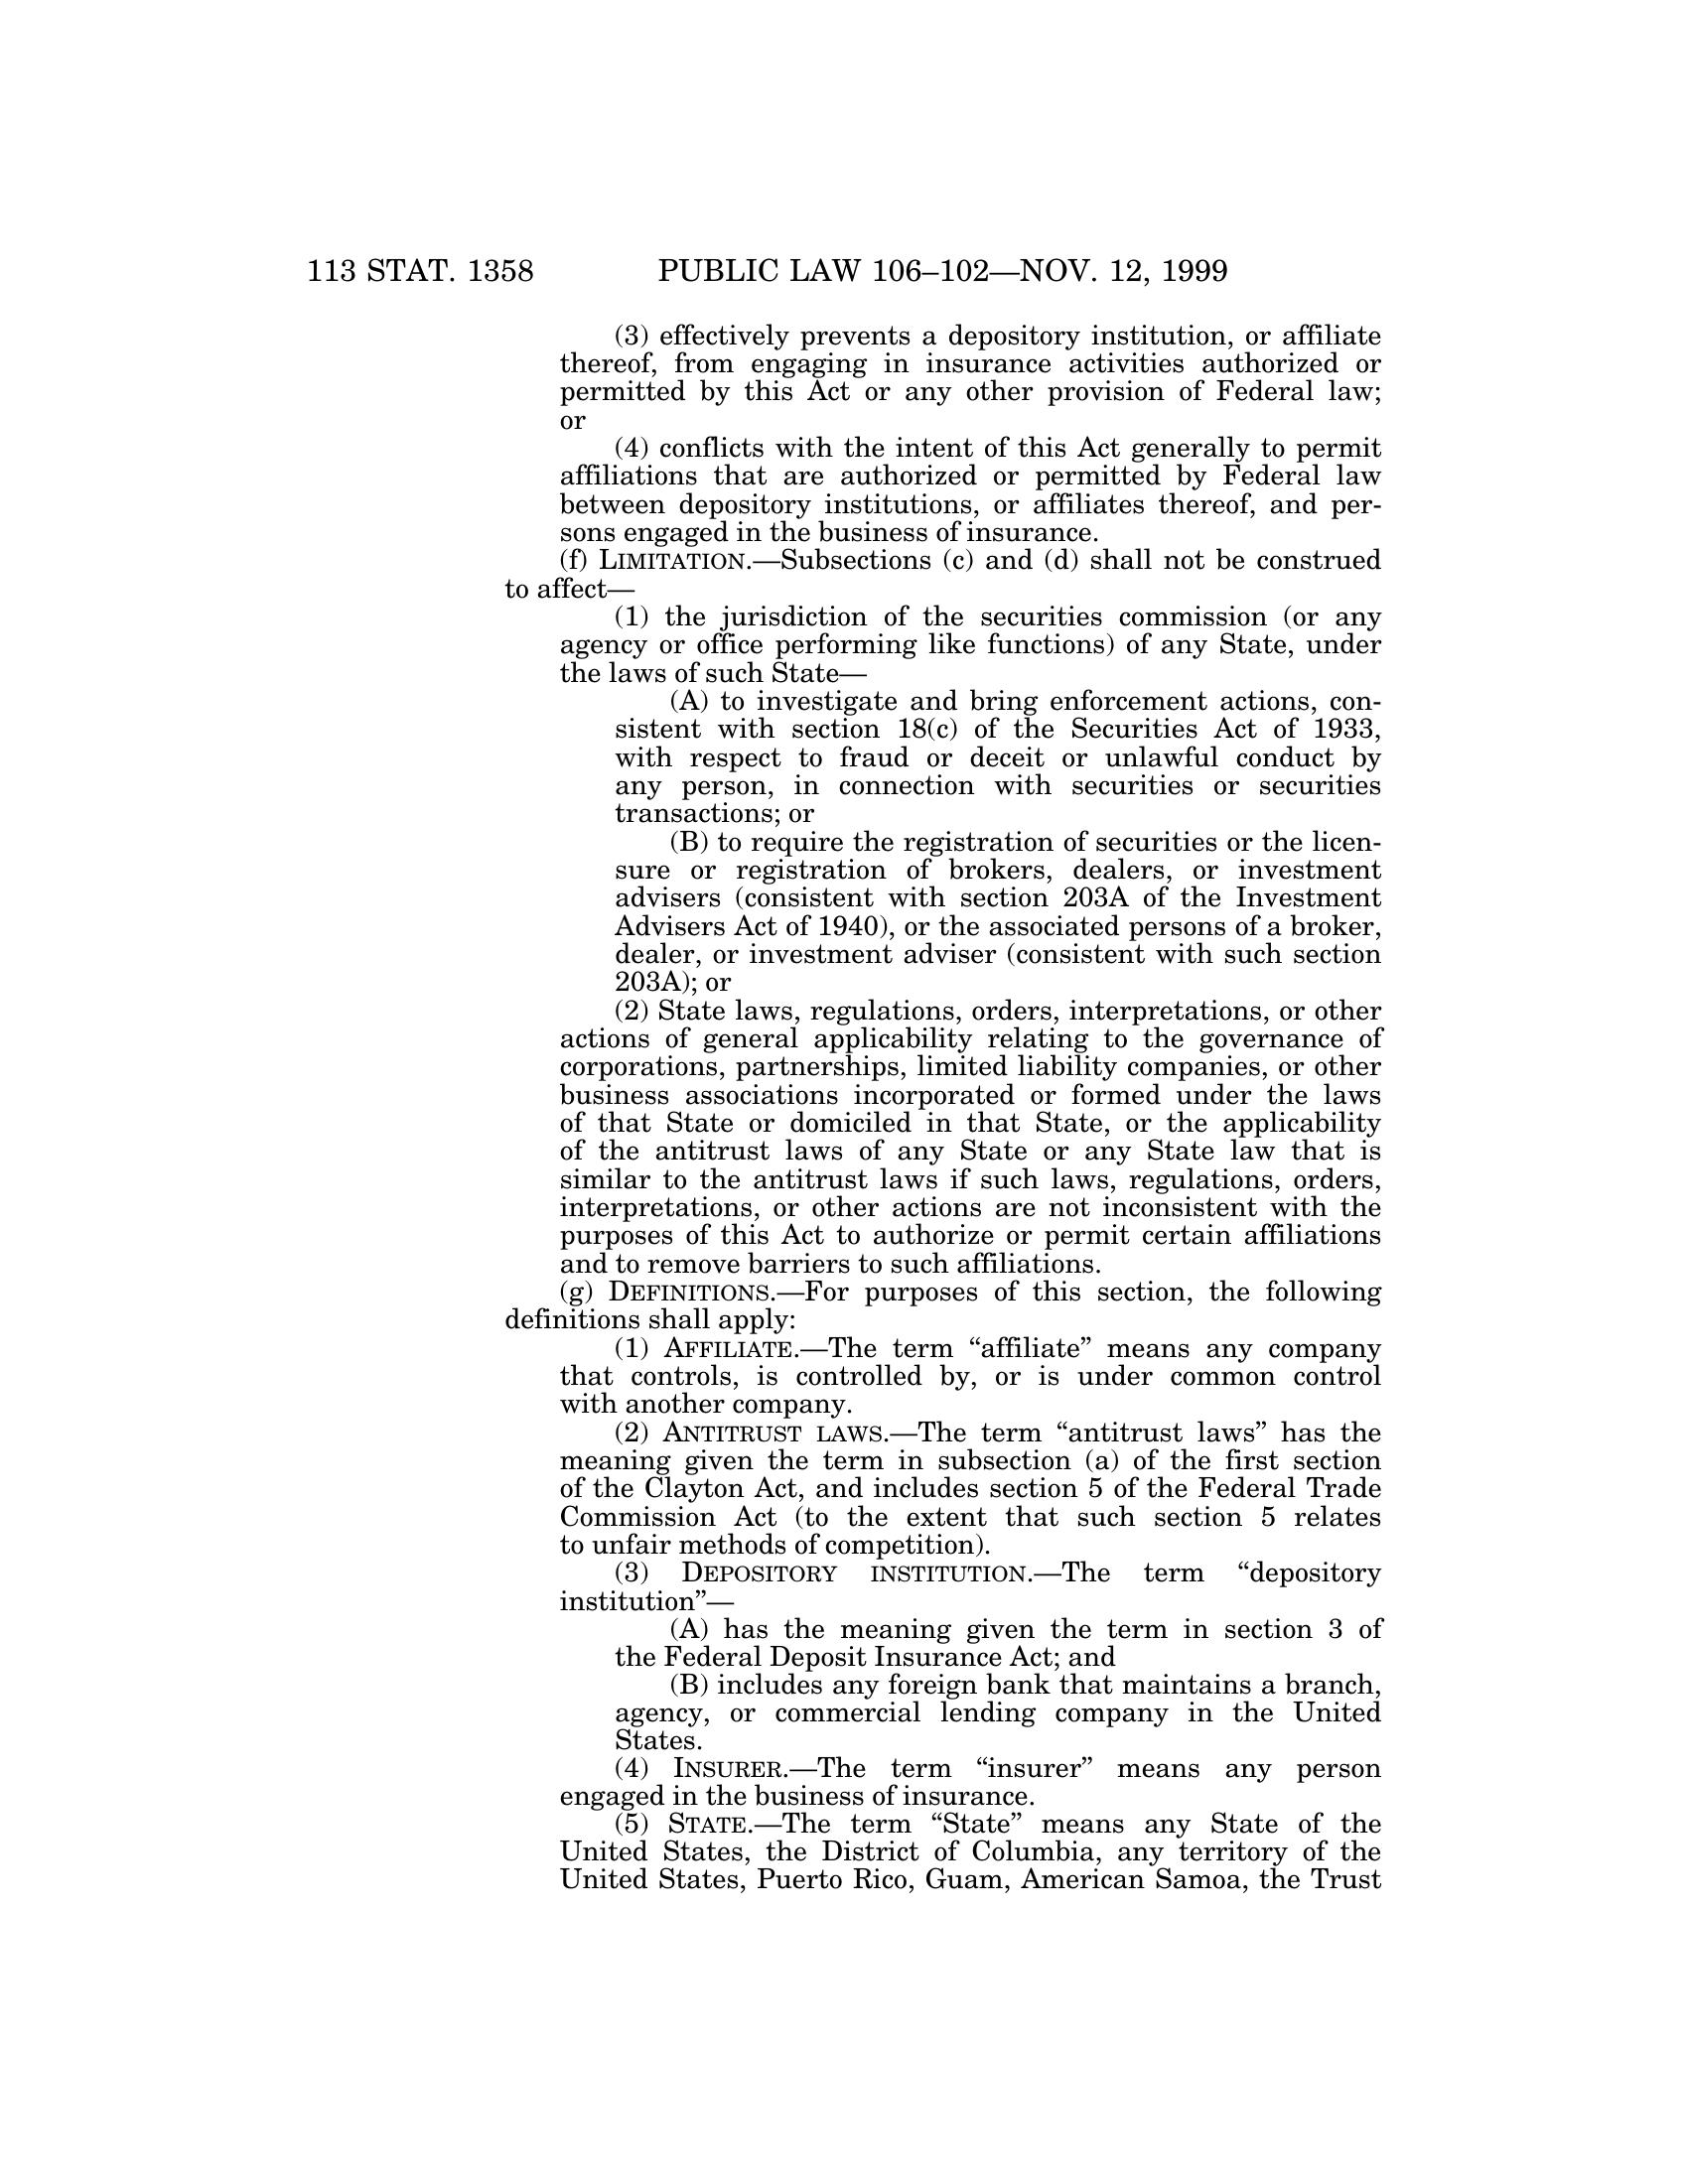 113 STAT. 1358 PUBLIC LAW 106–102—NOV. 12, 1999
(3) effectively prevents a depository institution, or affiliate
thereof, from engaging in insurance activities authorized or
permitted by this Act or any other provision of Federal law;
or
(4) conflicts with the intent of this Act generally to permit
affiliations that are authorized or permitted by Federal law
between depository institutions, or affiliates thereof, and per-
sons engaged in the business of insurance.
(f) LIMITATION.—Subsections (c) and (d) shall not be construed
to affect—
(1) the jurisdiction of the securities commission (or any
agency or office performing like functions) of any State, under
the laws of such State—
(A) to investigate and bring enforcement actions, con-
sistent with section 18(c) of the Securities Act of 1933,
with respect to fraud or deceit or unlawful conduct by
any person, in connection with securities or securities
transactions; or
(B) to require the registration of securities or the licen-
sure or registration of brokers, dealers, or investment
advisers (consistent with section 203A of the Investment
Advisers Act of 1940), or the associated persons of a broker,
dealer, or investment adviser (consistent with such section
203A); or
(2) State laws, regulations, orders, interpretations, or other
actions of general applicability relating to the governance of
corporations, partnerships, limited liability companies, or other
business associations incorporated or formed under the laws
of that State or domiciled in that State, or the applicability
of the antitrust laws of any State or any State law that is
similar to the antitrust laws if such laws, regulations, orders,
interpretations, or other actions are not inconsistent with the
purposes of this Act to authorize or permit certain affiliations
and to remove barriers to such affiliations.
(g) DEFINITIONS.—For purposes of this section, the following
definitions shall apply:
(1) AFFILIATE.—The term “affiliate” means any company
that controls, is controlled by, or is under common control
with another company.
(2) ANTITRUST LAWS.—The term “antitrust laws” has the
meaning given the term in subsection (a) of the first section
of the Clayton Act, and includes section 5 of the Federal Trade
Commission Act (to the extent that such section 5 relates
to unfair methods of competition).
(3) DEPOSITORY INSTITUTION.—The term “depository
institution”—
(A) has the meaning given the term in section 3 of
the Federal Deposit Insurance Act; and
(B) includes any foreign bank that maintains a branch,
agency, or commercial lending company in the United
States.
(4) INSURER.—The term “insurer” means any person
engaged in the business of insurance.
(5) STATE.—The term “State” means any State of the
United States, the District of Columbia, any territory of the
United States, Puerto Rico, Guam, American Samoa, the Trust